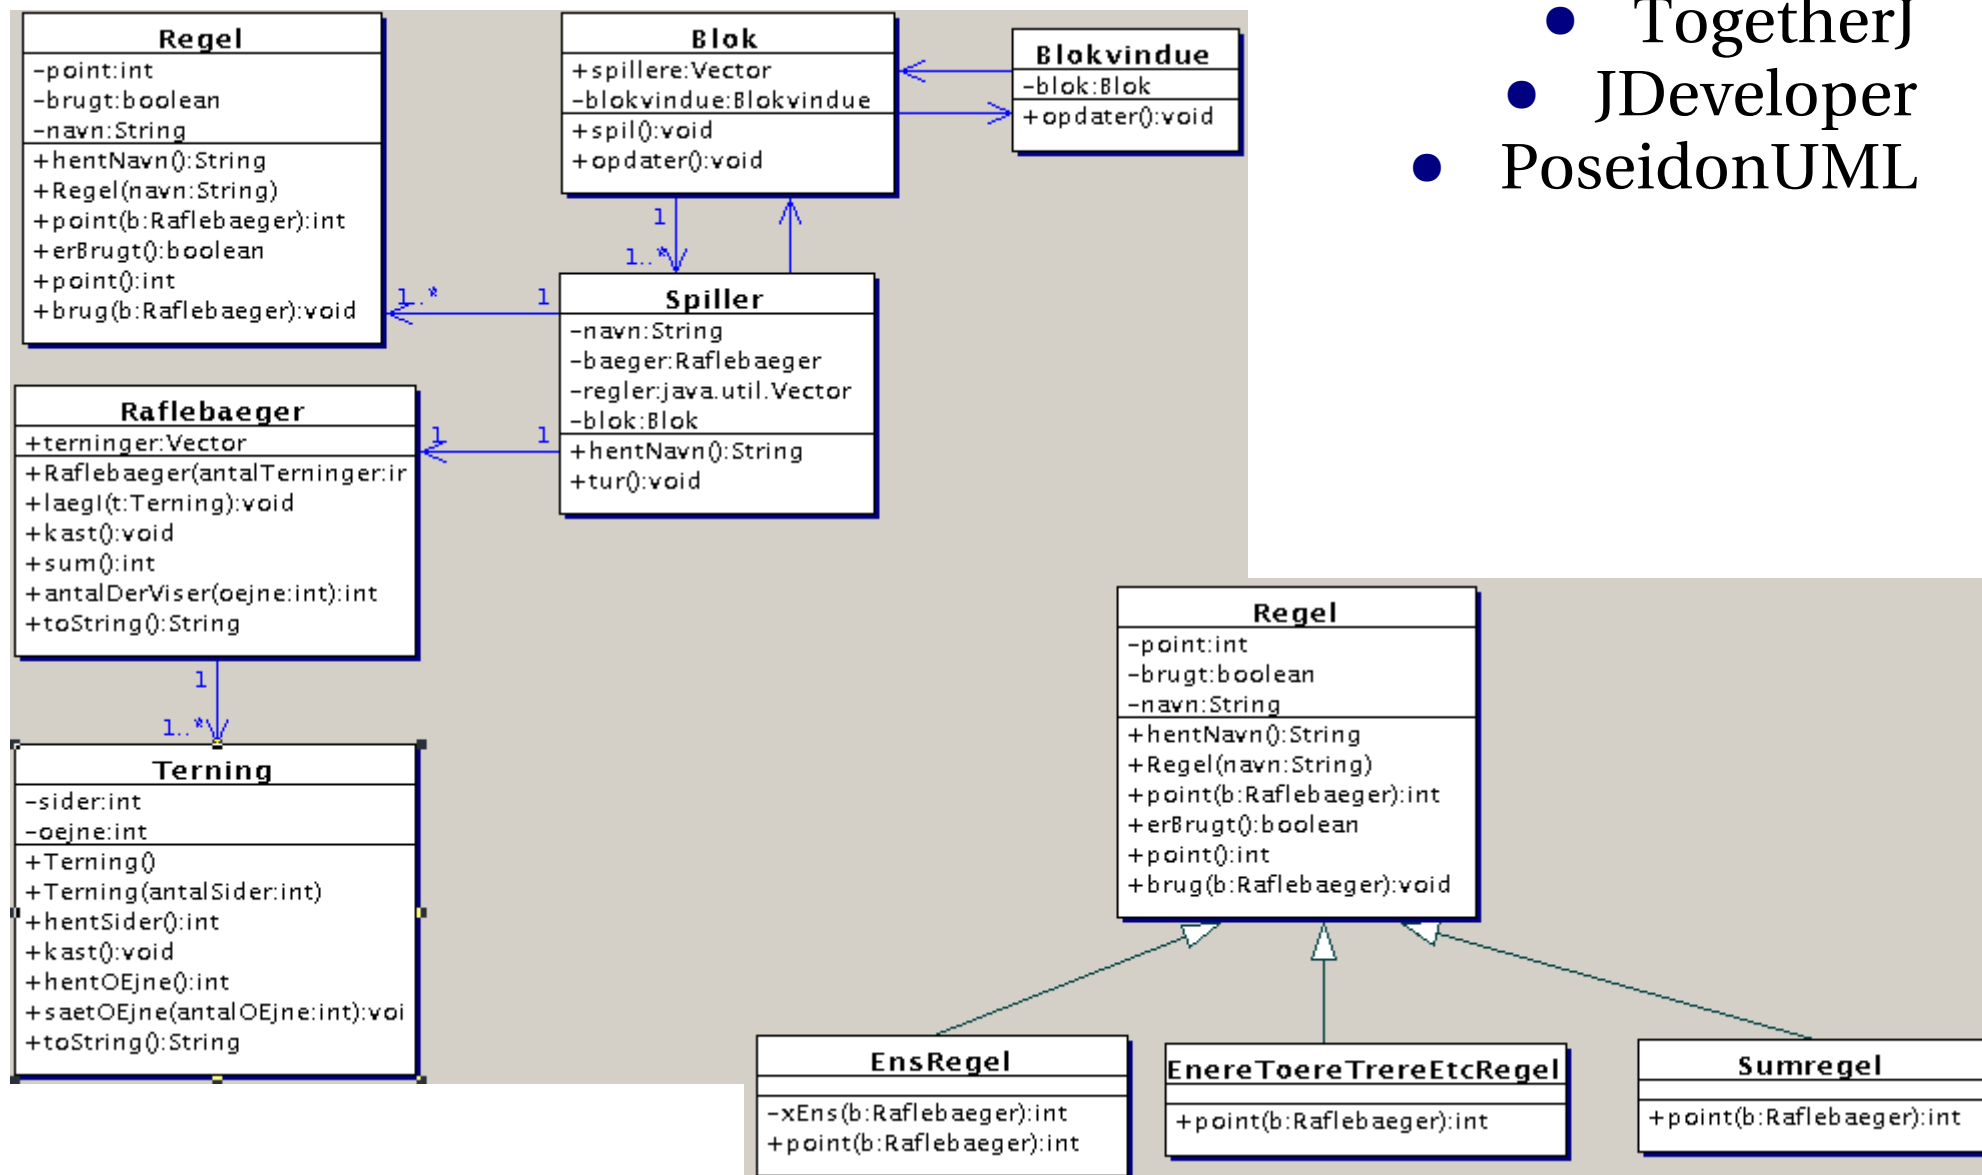 Regel
-point:int
-brugt:boolean
-navn:String
+hentNavn():String
+Regel(navn:String)
+point(b:Raflebaeger):int
+erBrugt():boolean
+point():int
+brug(b:Raflebaeger):void
Blok
+spillere:Vector
-blokvindue:Blokvindue
+spil():void
+opdater():void
Blokvindue
-blok:Blok
+opdater():void
TogetherJ
JDeveloper
PoseidonUML
1
1..*
1..*
1
Spiller
-navn:String
-baeger:Raflebaeger
-regler:java.util.Vector
-blok:Blok
+hentNavn():String
+tur():void
1
1
Raflebaeger
+terninger:Vector
+Raflebaeger(antalTerninger:ir
+laegI(t:Terning):void
+kast():void
+sum():int
+antalDerViser(oejne:int):int
+toString():String
1
1..*
Terning
-sider:int
-oejne:int
+Terning()
+Terning(antalSider:int)
+hentSider():int
+kast():void
+hentOEjne():int
+saetOEjne(antalOEjne:int):voi
+toString():String
Regel
-point:int
-brugt:boolean
-navn:String
+hentNavn():String
+Regel(navn:String)
+point(b:Raflebaeger):int
+erBrugt():boolean
+point():int
+brug(b:Raflebaeger):void
EnsRegel
-xEns(b:Raflebaeger):int
+point(b:Raflebaeger):int
EnereToereTrereEtcRegel
+point(b:Raflebaeger):int
Sumregel
+point(b:Raflebaeger):int